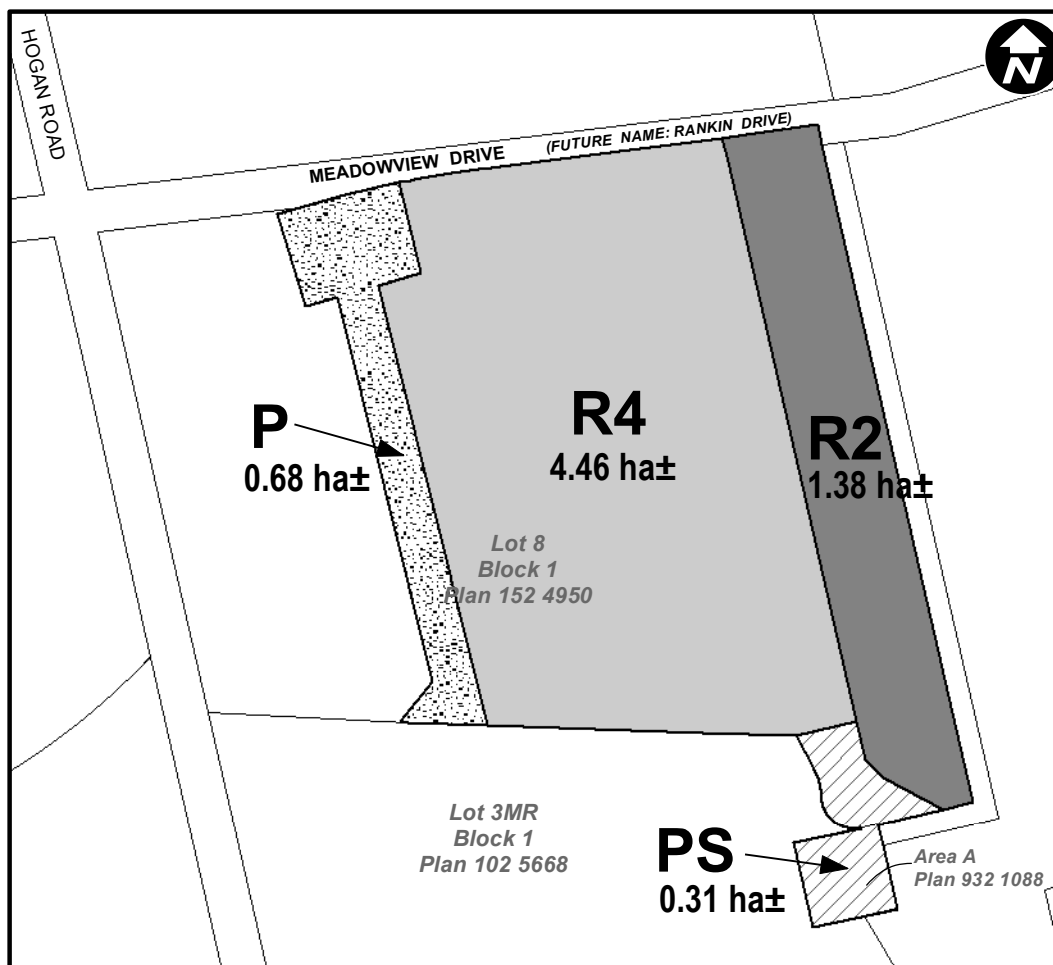 HOGAN ROAD
N
MEADOWVIEW DRIVE (FUTURE NAME: RANKIN DRIVE)
P
0.68 ha±
R4
4.46 ha±
R2
1.38 ha±
Lot 8
Block 1
Plan 152 4950
Lot 3MR
Block 1
Plan 102 5668
PS
0.31 ha±
Area A
Plan 932 1088